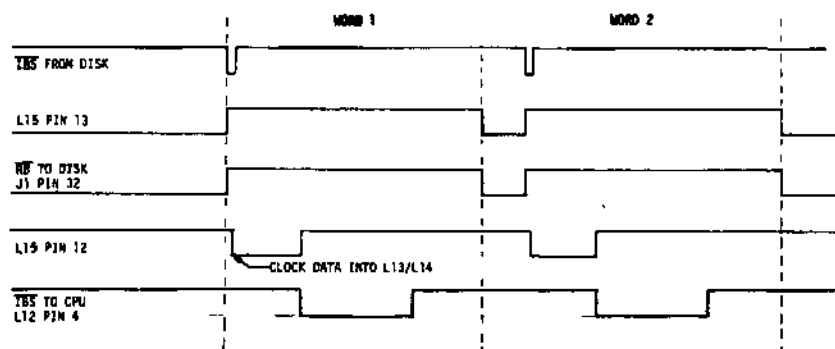 WORD 1
WORD 2
IBS FROM DISK
L15 PIN 13
RB TO DISK
J1 PIN 32
L15 PIN 12
CLOCK DATA INTO L13/L14
IBS TO CPU
L12 PIN 4